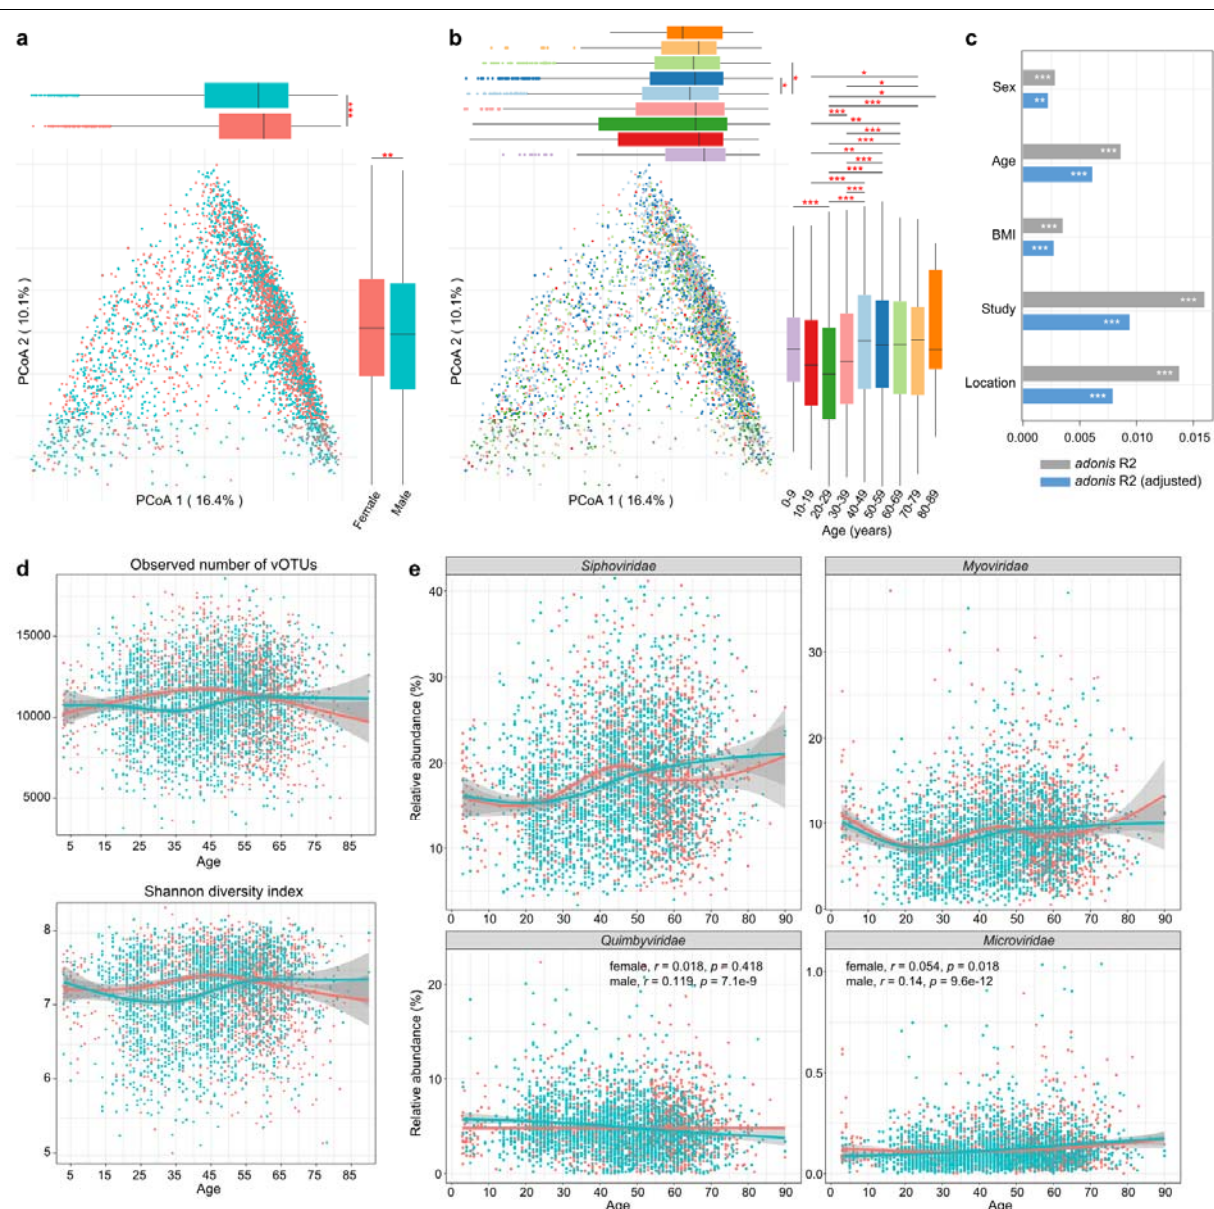 a
b
c
***
**
PCoA 2 ( 10.1% )
PCoA 1 ( 16.4% )
Female
Male
*
*
*
*
*
***
***
**
***
***
**
***
***
***
***
***
***
PCoA 2 ( 10.1% )
PCoA 1 ( 16.4% )
0-9
10-19
20-29
30-39
40-49
50-59
60-69
70-79
80-89
Age (years)
Sex
Age
BMI
Study
Location
***
**
***
***
***
***
***
***
***
***
0.000 0.005 0.010 0.015
adonis R2
adonis R2 (adjusted)
d
Observed number of vOTUs
15000
10000
5000
5 15 25 35 45 55 65 75 85
Age
Shannon diversity index
8
7
6
5
5 15 25 35 45 55 65 75 85
Age
e
Siphoviridae
Relative abundance (%)
40
30
20
10
0 10 20 30 40 50 60 70 80 90
Myoviridae
30
20
10
0
0 10 20 30 40 50 60 70 80 90
Quimbyviridae
female, r = 0.018, p = 0.418
male, r = 0.119, p = 7.1e-9
Relative abundance (%)
20
10
0
0 10 20 30 40 50 60 70 80 90
Microviridae
female, r = 0.054, p = 0.018
male, r = 0.14, p = 9.6e-12
1.0
0.5
0.0
0 10 20 30 40 50 60 70 80 90
Age